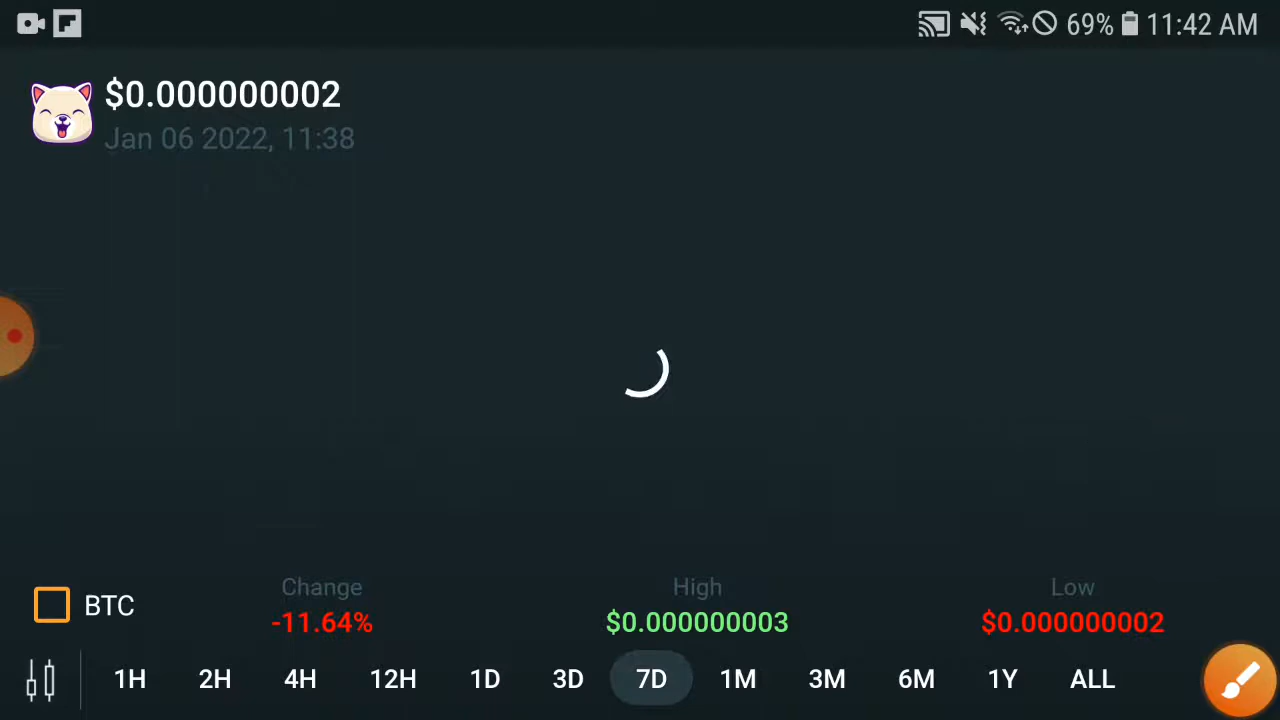 69% 11:42 AM
$0.000000002
Jan 06 2022, 11:38
Change High Low
BTC -11.64% $0.000000003 $0.000000002
1H 2H 4H 12H 1D 3D 7D 1M 3M 6M 1Y ALL